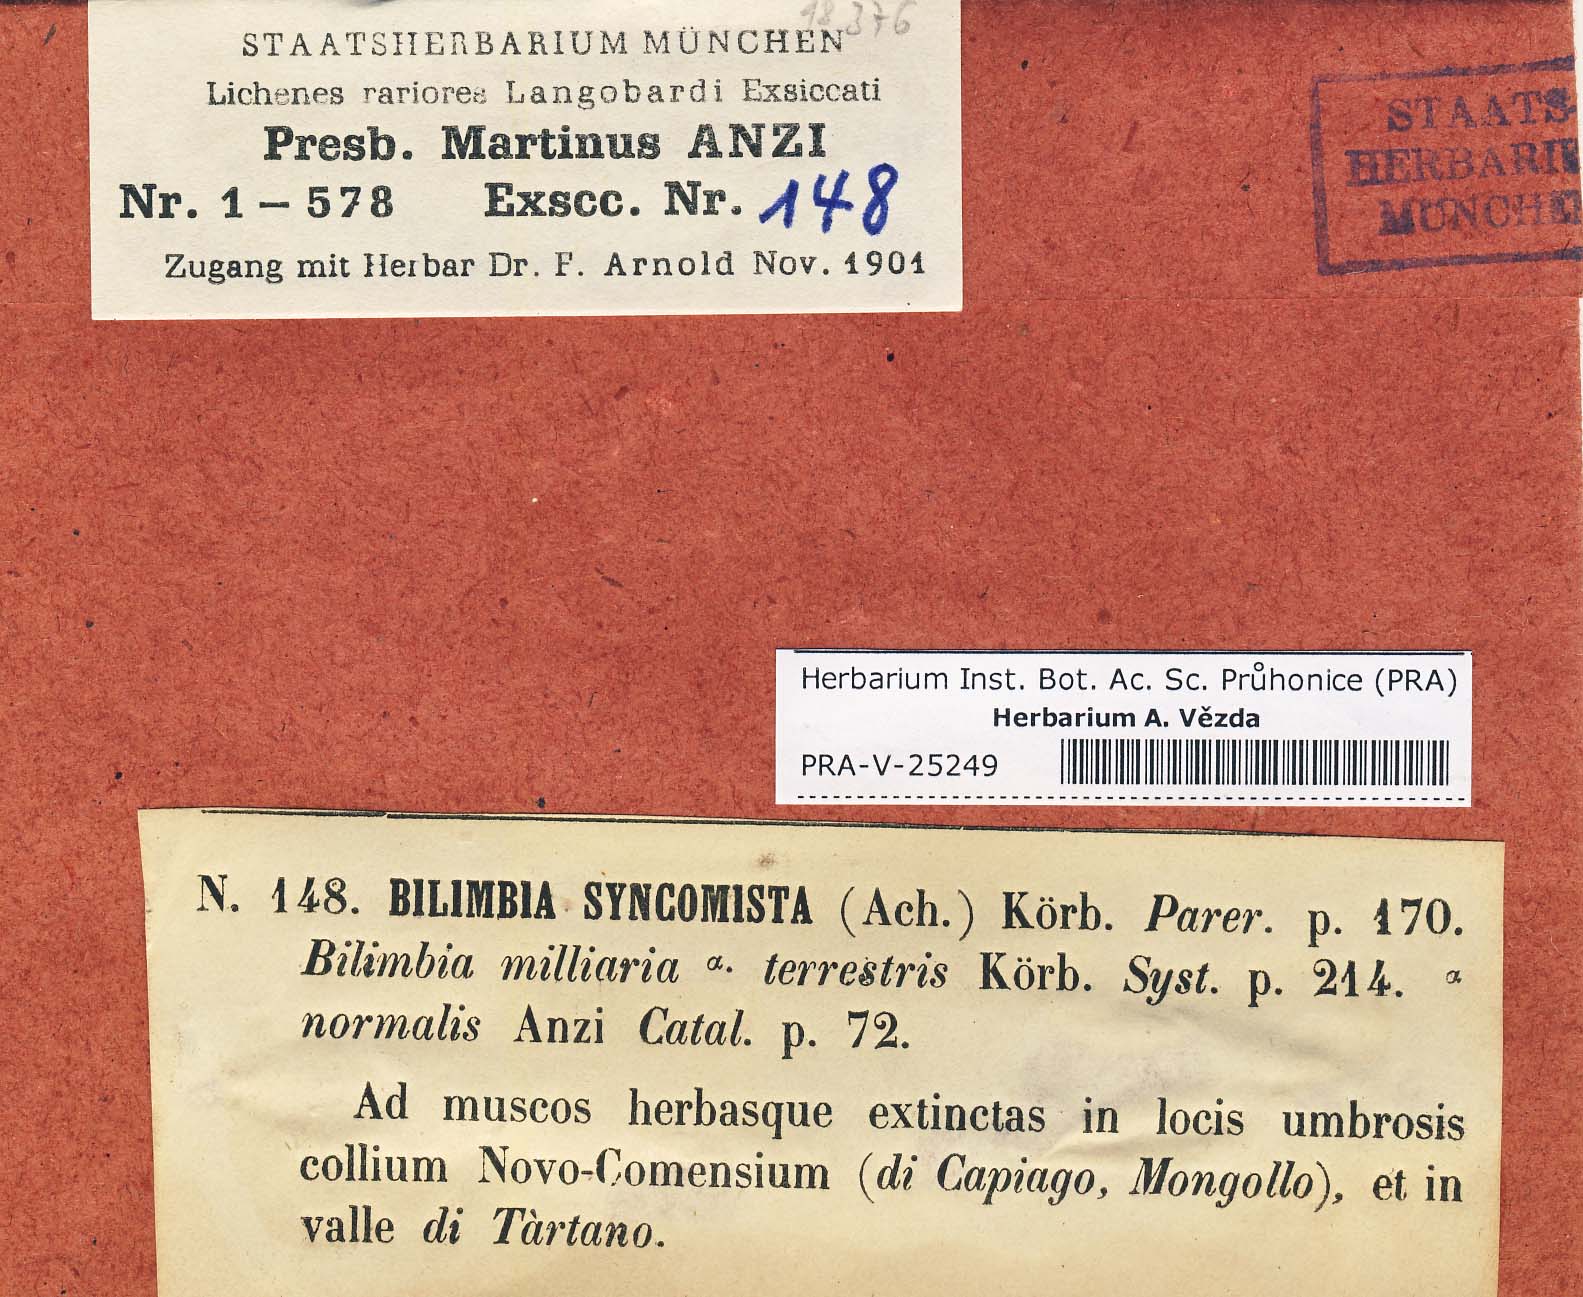 18376
STAATSHERBARIUM MÜNCHEN
Lichenes rariores Langobardi Exsiccati
Presb. Martinus ANZI
Nr. 1 – 578 Exscc. Nr. 148
Zugang mit Herbar Dr. F. Arnold Nov. 1901
STAATS-
HERBARIU
MÜNCHE
Herbarium Inst. Bot. Ac. Sc. Průhonice (PRA)
Herbarium A. Vězda
PRA-V-25249
N. 148. BILIMBIA SYNCOMISTA (Ach.) Körb. Parer. p. 170.
Bilimbia milliaria α. terrestris Körb. Syst. p. 214. α
normalis Anzi Catal. p. 72.
Ad muscos herbasque extinctas in locis umbrosis
collium Novo-Comensium (di Capiago, Mongollo), et in
valle di Tàrtano.